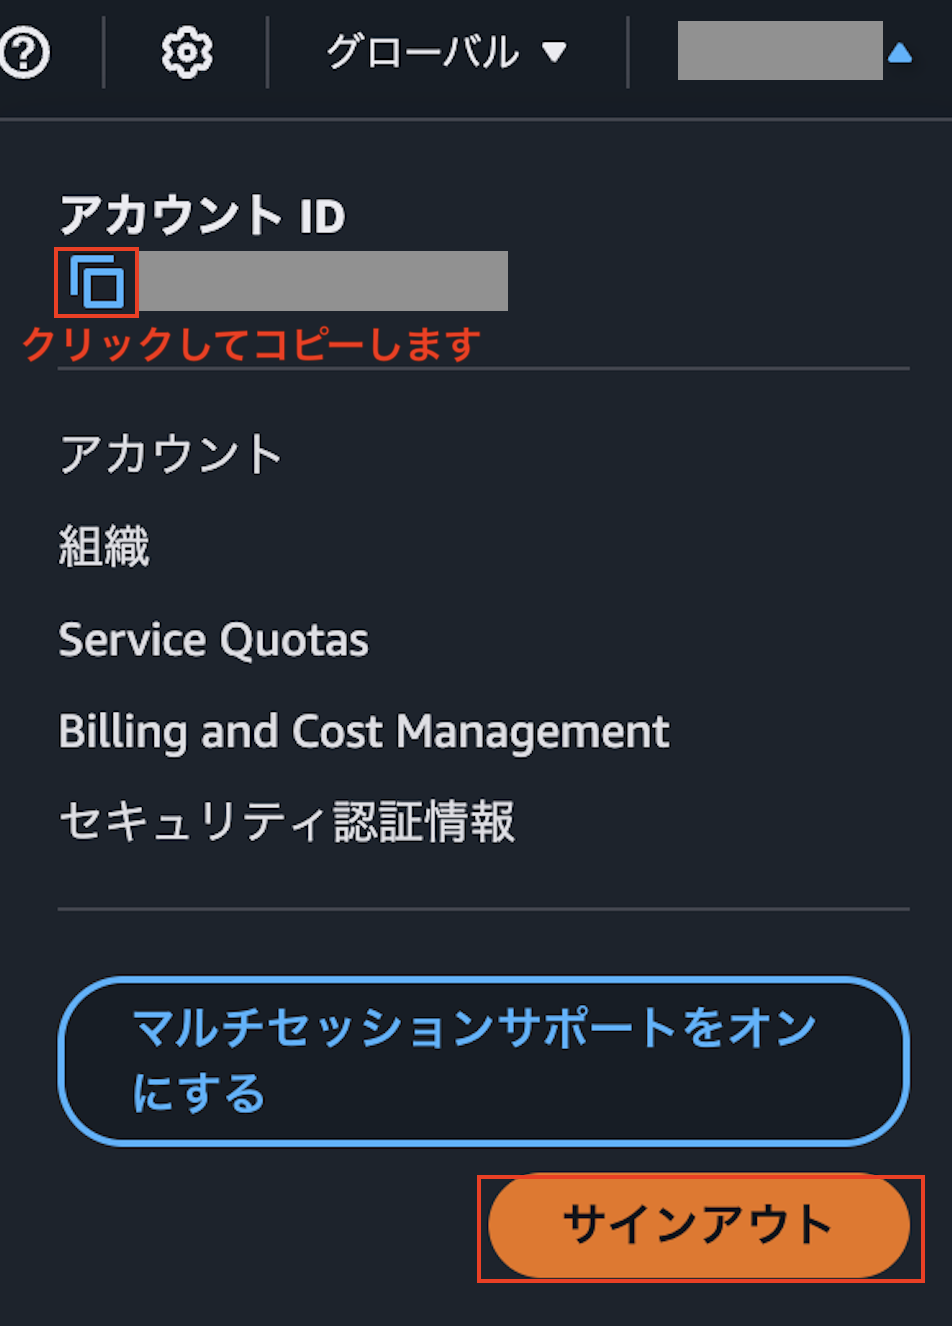 グローバル ▼
アカウント ID
クリックしてコピーします
アカウント
組織
Service Quotas
Billing and Cost Management
セキュリティ認証情報
マルチセッションサポートをオン
にする
サインアウト